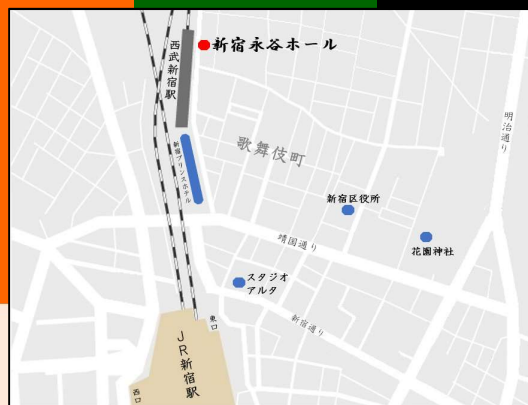 新宿永谷ホール
西武新宿駅
明治通り
歌舞伎町
新宿プリンスホテル
新宿区役所
花園神社
靖国通り
スタジオ
アルタ
新宿通り
東口
JR新宿駅
西口